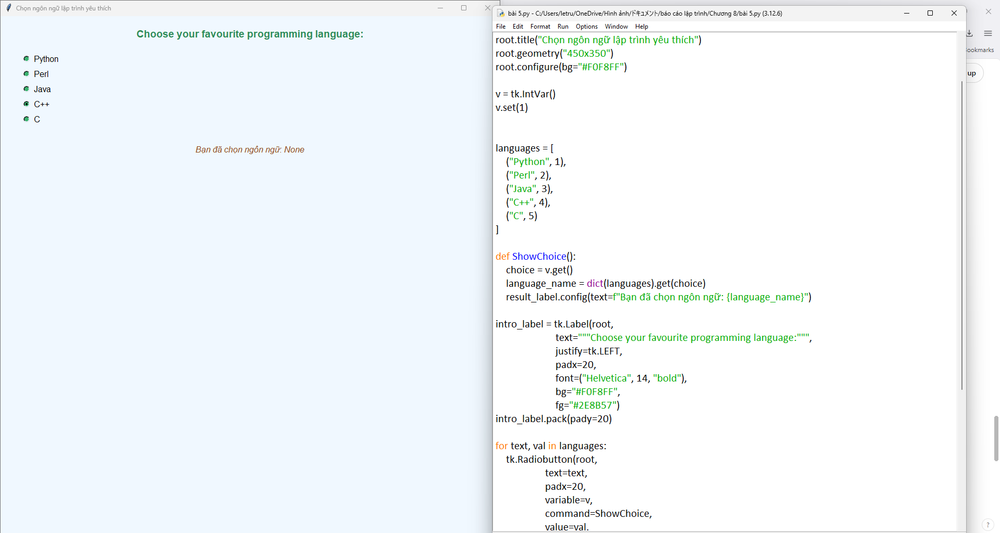 Chọn ngôn ngữ lập trình yêu thích
Choose your favourite programming language:
Python
Perl
Java
C++
C
Bạn đã chọn ngôn ngữ: None
bài 5.py - C:/Users/letru/OneDrive/Hình ảnh/ドキュメント/báo cáo lập trình/Chương 8/bài 5.py (3.12.6)
File Edit Format Run Options Window Help
root.title("Chọn ngôn ngữ lập trình yêu thích")
root.geometry("450x350")
root.configure(bg="#F0F8FF")
v = tk.IntVar()
v.set(1)
languages = [
("Python", 1),
("Perl", 2),
("Java", 3),
("C++", 4),
("C", 5)
]
def ShowChoice():
choice = v.get()
language_name = dict(languages).get(choice)
result_label.config(text=f"Bạn đã chọn ngôn ngữ: {language_name}")
intro_label = tk.Label(root,
text="""Choose your favourite programming language:""",
justify=tk.LEFT,
padx=20,
font=("Helvetica", 14, "bold"),
bg="#F0F8FF",
fg="#2E8B57")
intro_label.pack(pady=20)
for text, val in languages:
tk.Radiobutton(root,
text=text,
padx=20,
variable=v,
command=ShowChoice,
value=val,
ookmarks
up
?